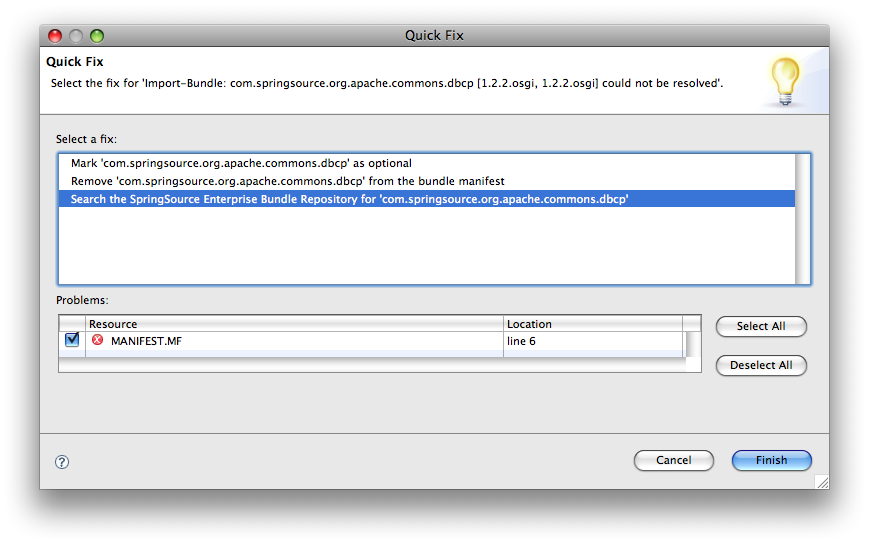 Quick Fix
Quick Fix
Select the fix for 'Import-Bundle: com.springsource.org.apache.commons.dbcp [1.2.2.osgi, 1.2.2.osgi] could not be resolved'.
Select a fix:
Mark 'com.springsource.org.apache.commons.dbcp' as optional
Remove 'com.springsource.org.apache.commons.dbcp' from the bundle manifest
Search the SpringSource Enterprise Bundle Repository for 'com.springsource.org.apache.commons.dbcp'
Problems:
Resource Location
MANIFEST.MF line 6
Select All
Deselect All
? Cancel Finish